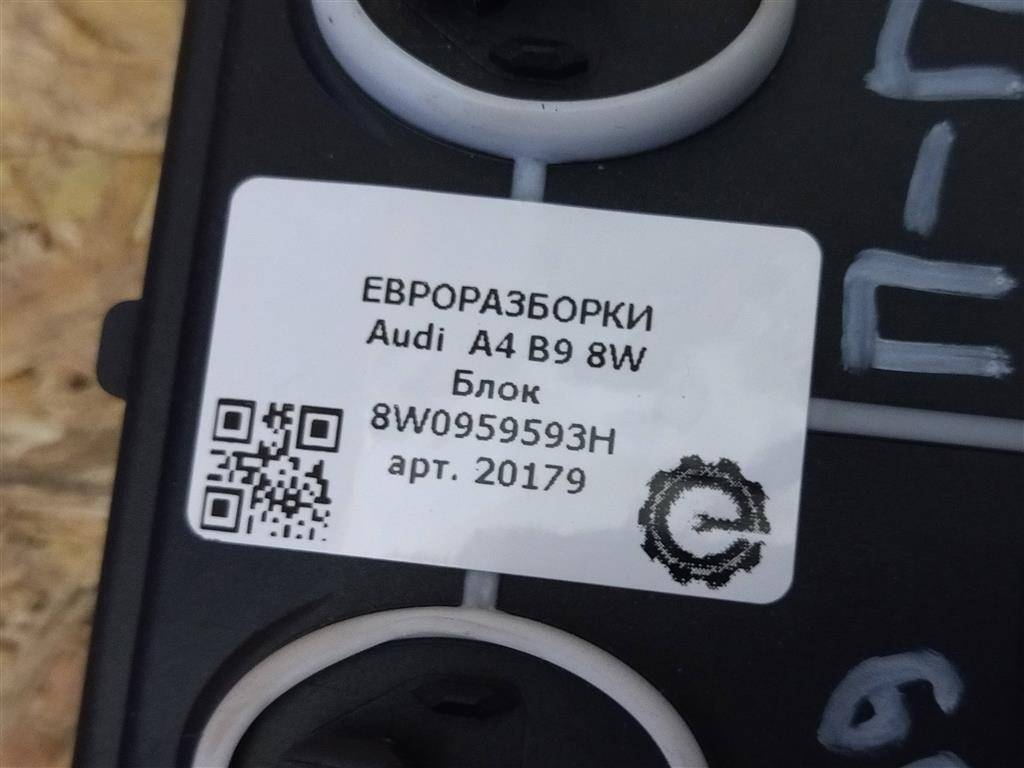 ЕВРОРАЗБОРКИ
Audi A4 B9 8W
Блок
8W0959593H
арт. 20179
П-П